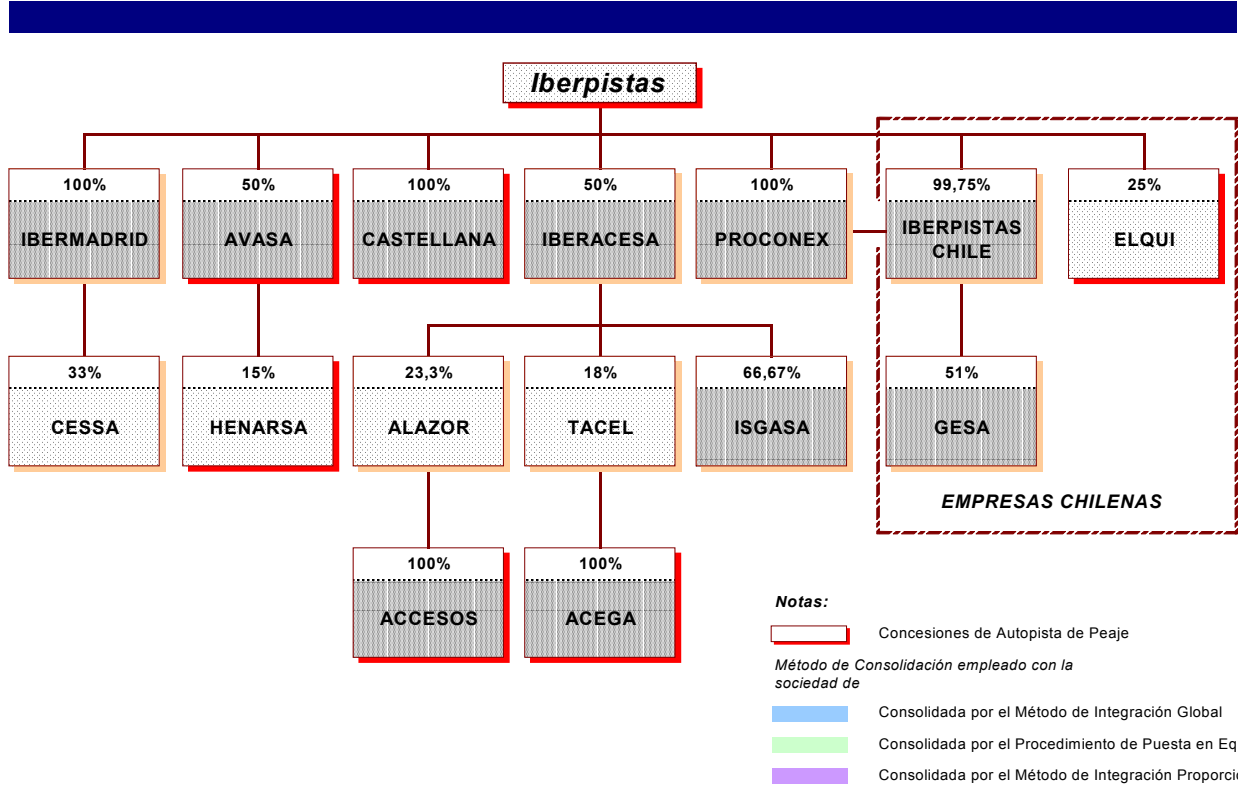 Iberpistas
100%
50%
100%
50%
100%
99,75%
25%
IBERMADRID
AVASA
CASTELLANA
IBERACESA
PROCONEX
IBERPISTAS
CHILE
ELQUI
33%
15%
23,3%
18%
66,67%
51%
CESSA
HENARSA
ALAZOR
TACEL
ISGASA
GESA
EMPRESAS CHILENAS
100%
100%
ACCESOS
ACEGA
Notas:
Concesiones de Autopista de Peaje
Método de Consolidación empleado con la
sociedad de
Consolidada por el Método de Integración Global
Consolidada por el Procedimiento de Puesta en Eq
Consolidada por el Método de Integración Proporci